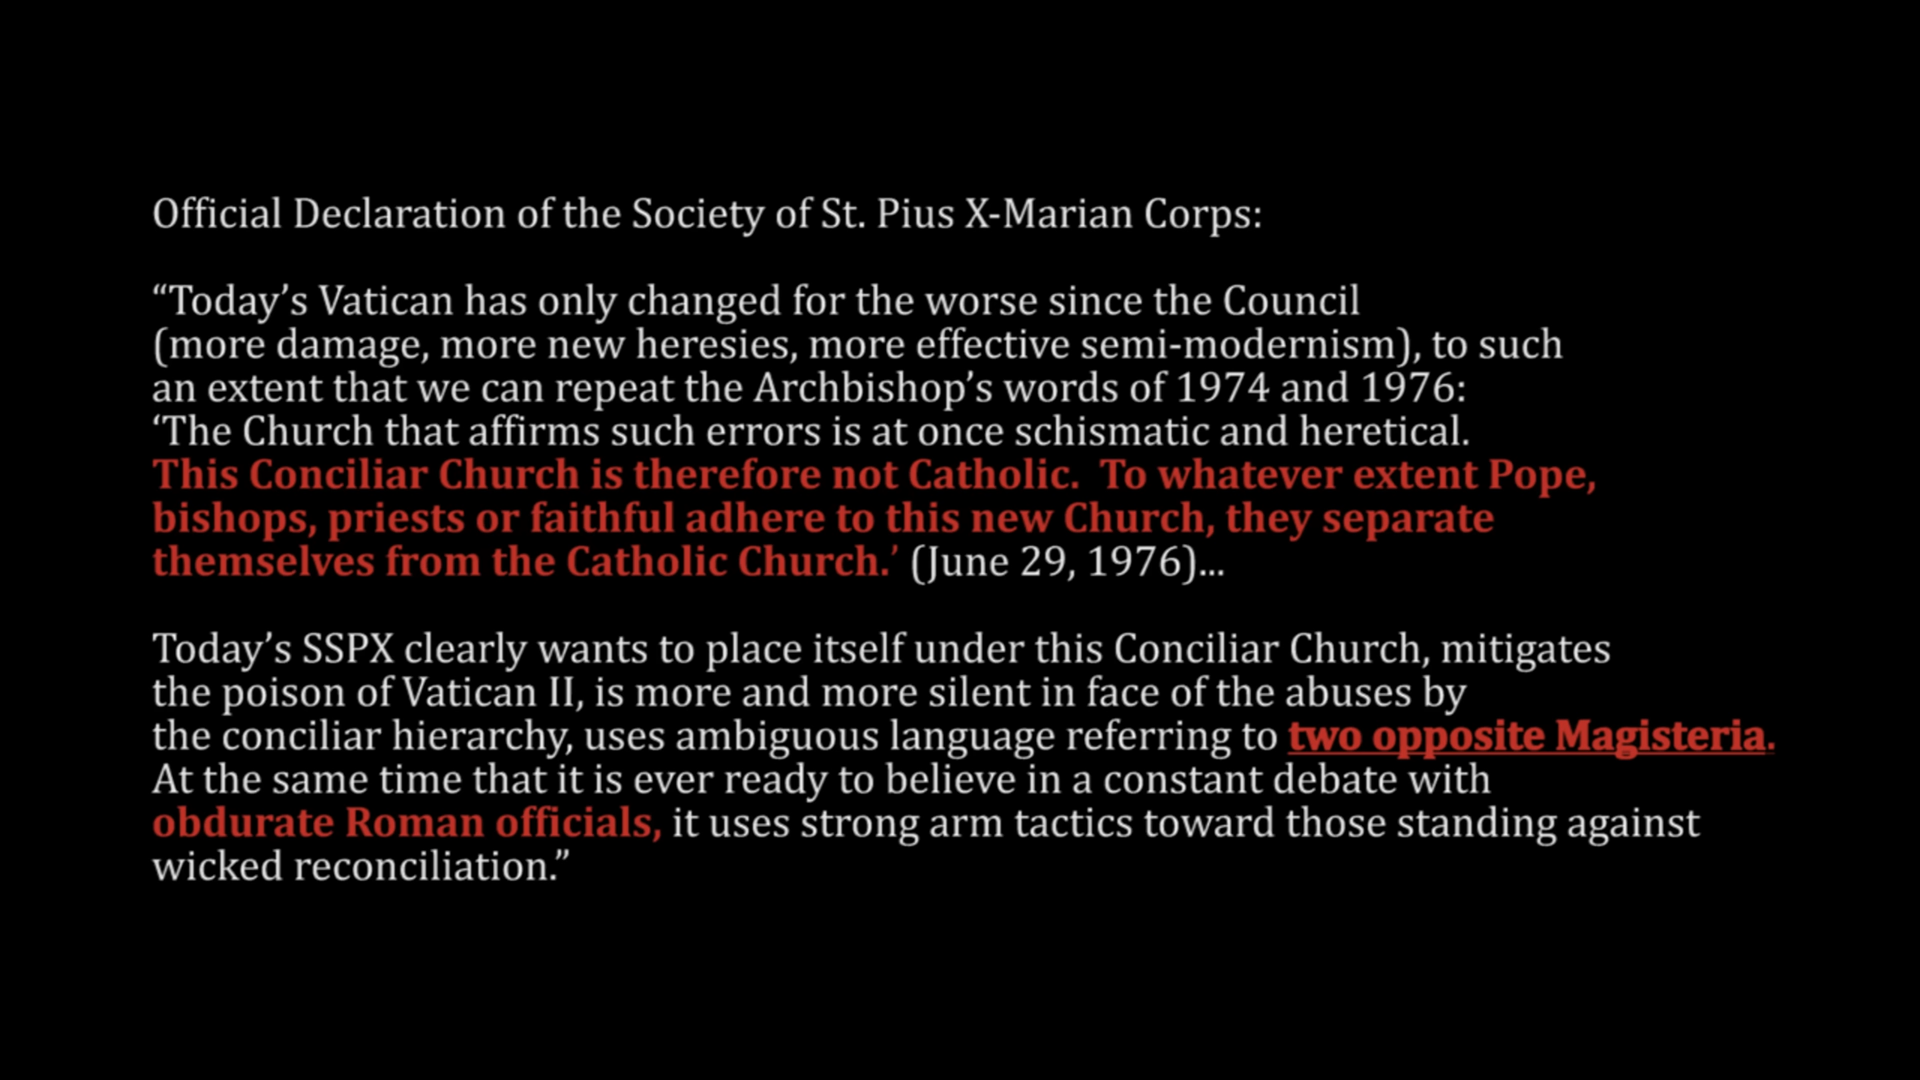 Official Declaration of the Society of St. Pius X-Marian Corps:
“Today’s Vatican has only changed for the worse since the Council
(more damage, more new heresies, more effective semi-modernism), to such
an extent that we can repeat the Archbishop’s words of 1974 and 1976:
‘The Church that affirms such errors is at once schismatic and heretical.
This Conciliar Church is therefore not Catholic.  To whatever extent Pope,
bishops, priests or faithful adhere to this new Church, they separate
themselves from the Catholic Church.’ (June 29, 1976)...
Today’s SSPX clearly wants to place itself under this Conciliar Church, mitigates
the poison of Vatican II, is more and more silent in face of the abuses by
the conciliar hierarchy, uses ambiguous language referring to two opposite Magisteria.
At the same time that it is ever ready to believe in a constant debate with
obdurate Roman officials, it uses strong arm tactics toward those standing against
wicked reconciliation.”